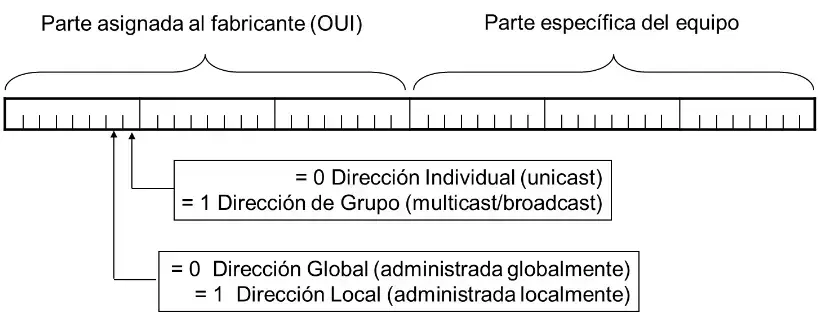 Parte asignada al fabricante (OUI)
Parte específica del equipo
= 0 Dirección Individual (unicast)
= 1 Dirección de Grupo (multicast/broadcast)
= 0 Dirección Global (administrada globalmente)
= 1 Dirección Local (administrada localmente)